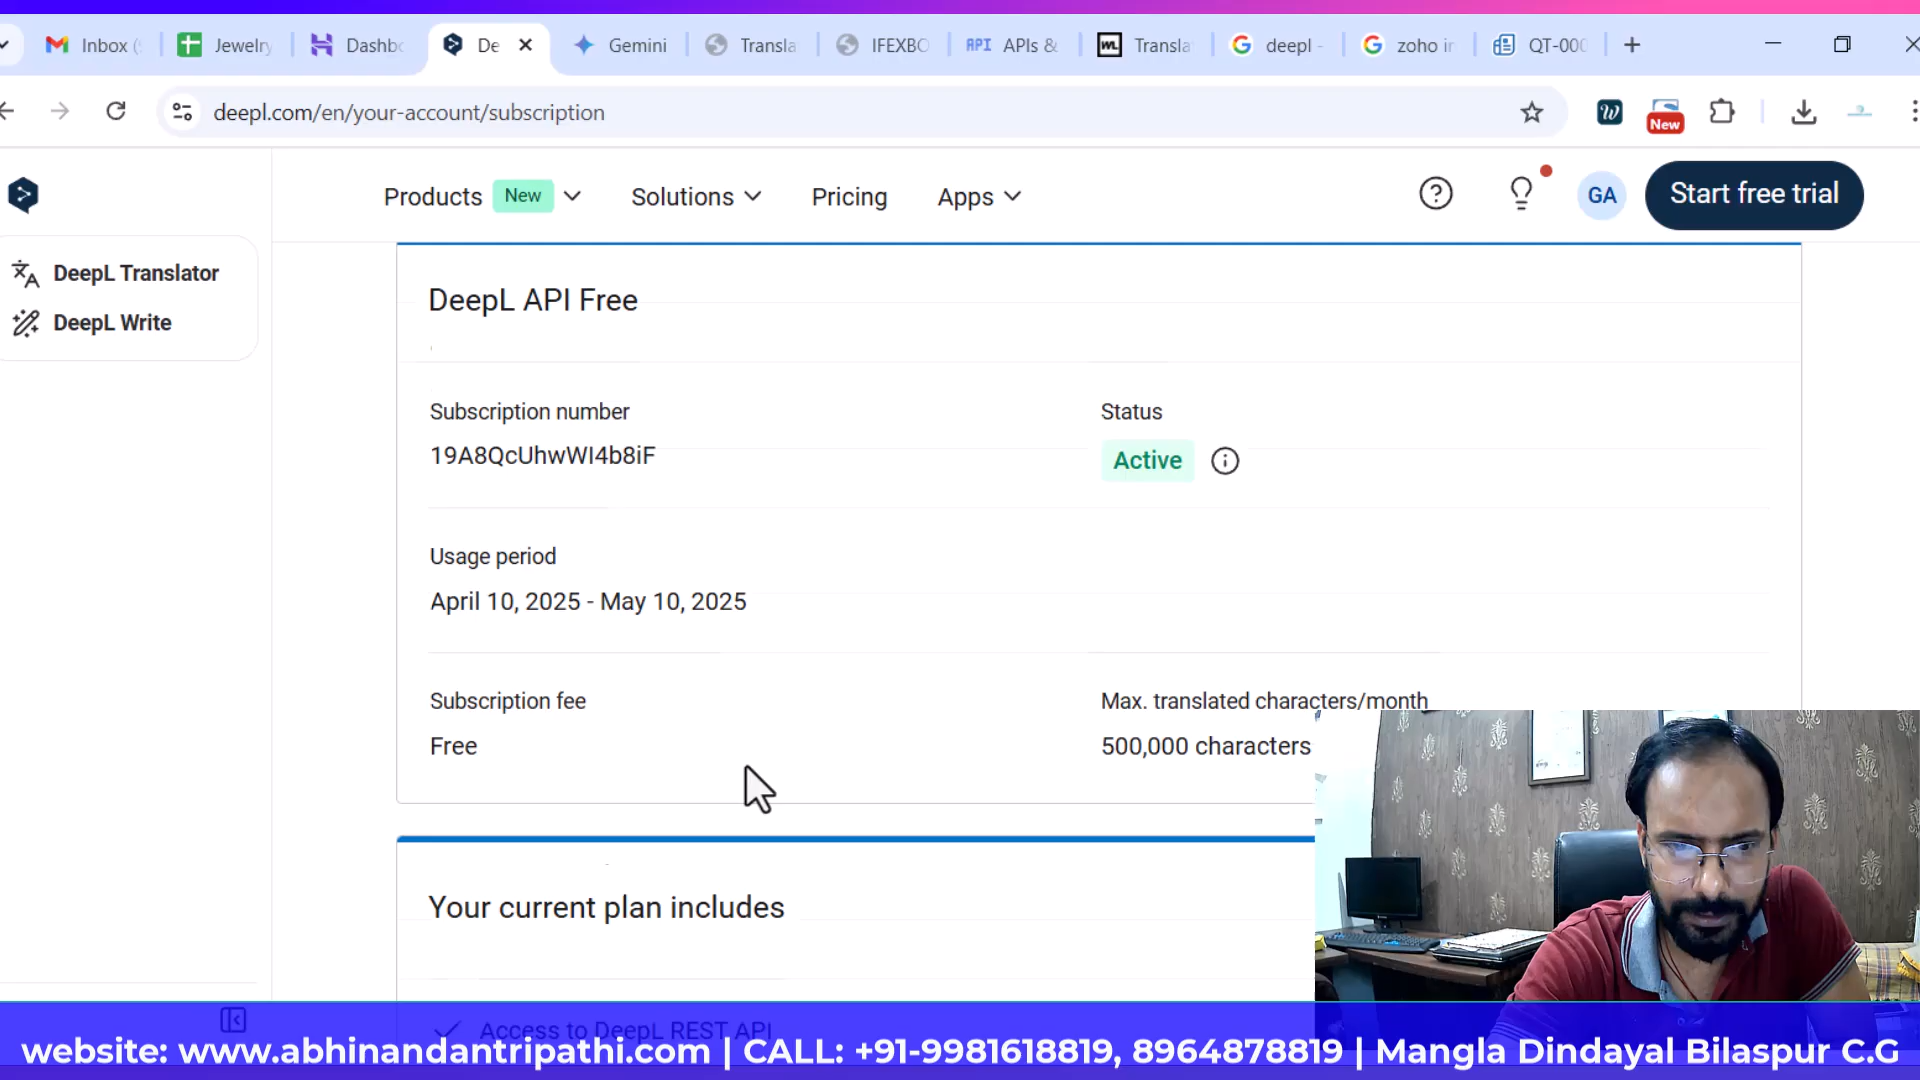 Inbox (
Jewelry
Dashbo
De
Gemini
Transla
IFEXBO
API APIs &
WL Transla
deepl -
zoho in
QT-000
deepl.com/en/your-account/subscription
New
Products New
Solutions
Pricing
Apps
GA
Start free trial
DeepL Translator
DeepL Write
DeepL API Free
Subscription number
19A8QcUhwWI4b8iF
Status
Active
Usage period
April 10, 2025 - May 10, 2025
Subscription fee
Free
Max. translated characters/month
500,000 characters
Your current plan includes
Access to DeepL REST API
website: www.abhinandantripathi.com | CALL: +91-9981618819, 8964878819 | Mangla Dindayal Bilaspur C.G